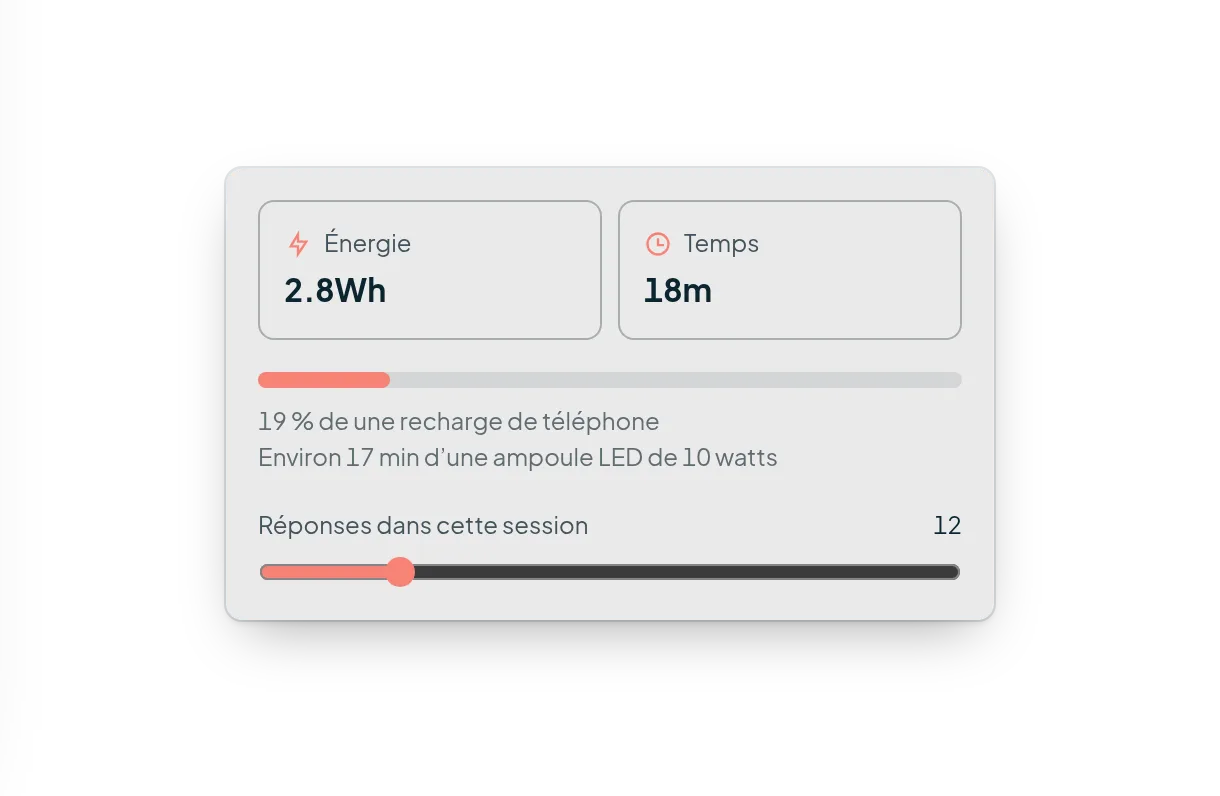 Énergie
2.8Wh
Temps
18m
19 % de une recharge de téléphone
Environ 17 min d’une ampoule LED de 10 watts
Réponses dans cette session
12